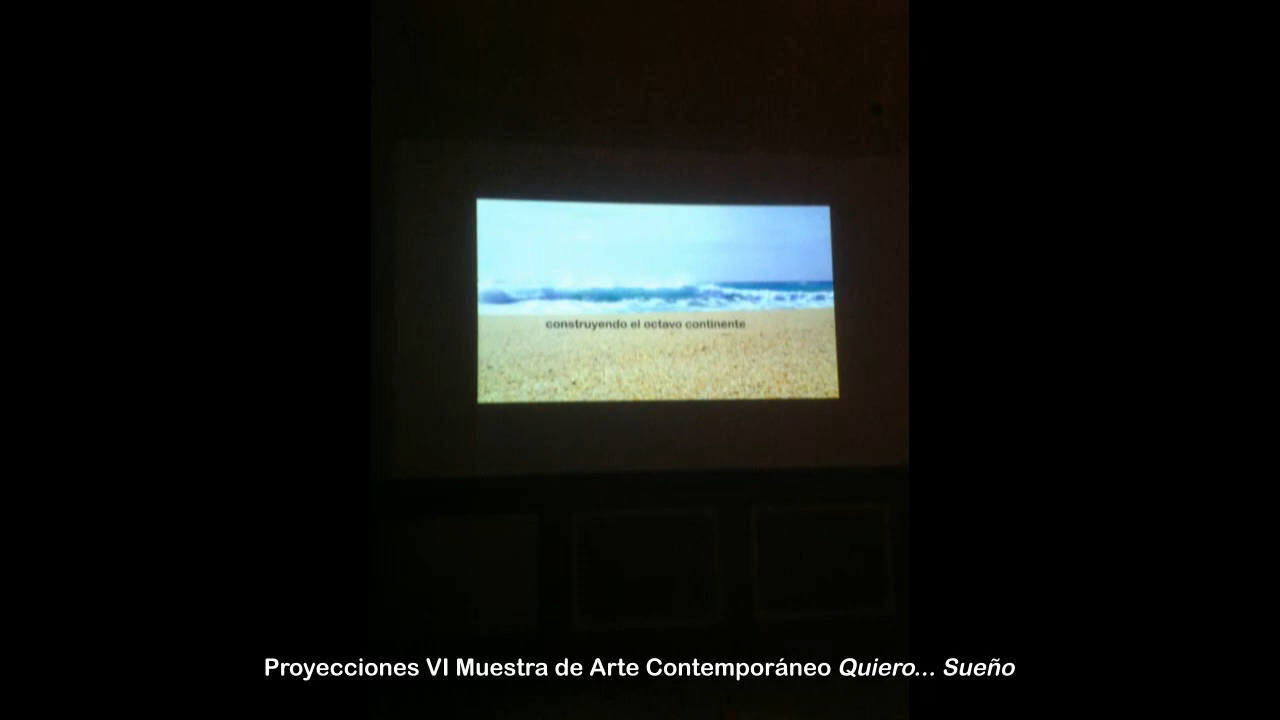 construyendo el octavo continente
Proyecciones VI Muestra de Arte Contemporáneo Quiero... Sueño